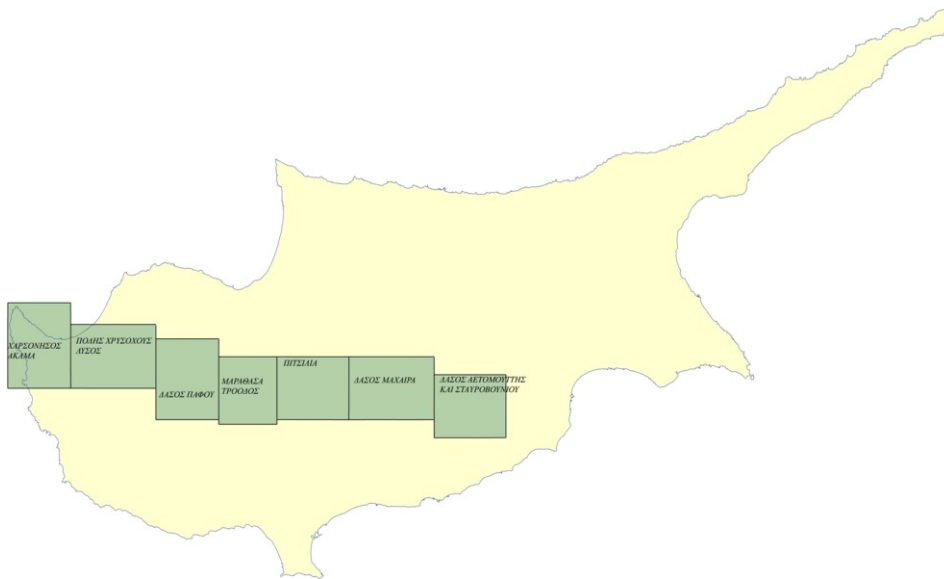 ΧΑΡΣΟΝΗΣΟΣ
ΑΚΑΜΑ
ΠΟΛΗΣ ΧΡΥΣΟΧΟΥΣ
ΛΥΣΟΣ
ΔΑΣΟΣ ΠΑΦΟΥ
ΜΑΡΑΘΑΣΑ
ΤΡΟΟΔΟΣ
ΠΙΤΣΙΛΙΑ
ΔΑΣΟΣ ΜΑΧΑΙΡΑ
ΔΑΣΟΣ ΑΕΤΟΜΟΥΤΤΗΣ
ΚΑΙ ΣΤΑΥΡΟΒΟΥΝΙΟΥ